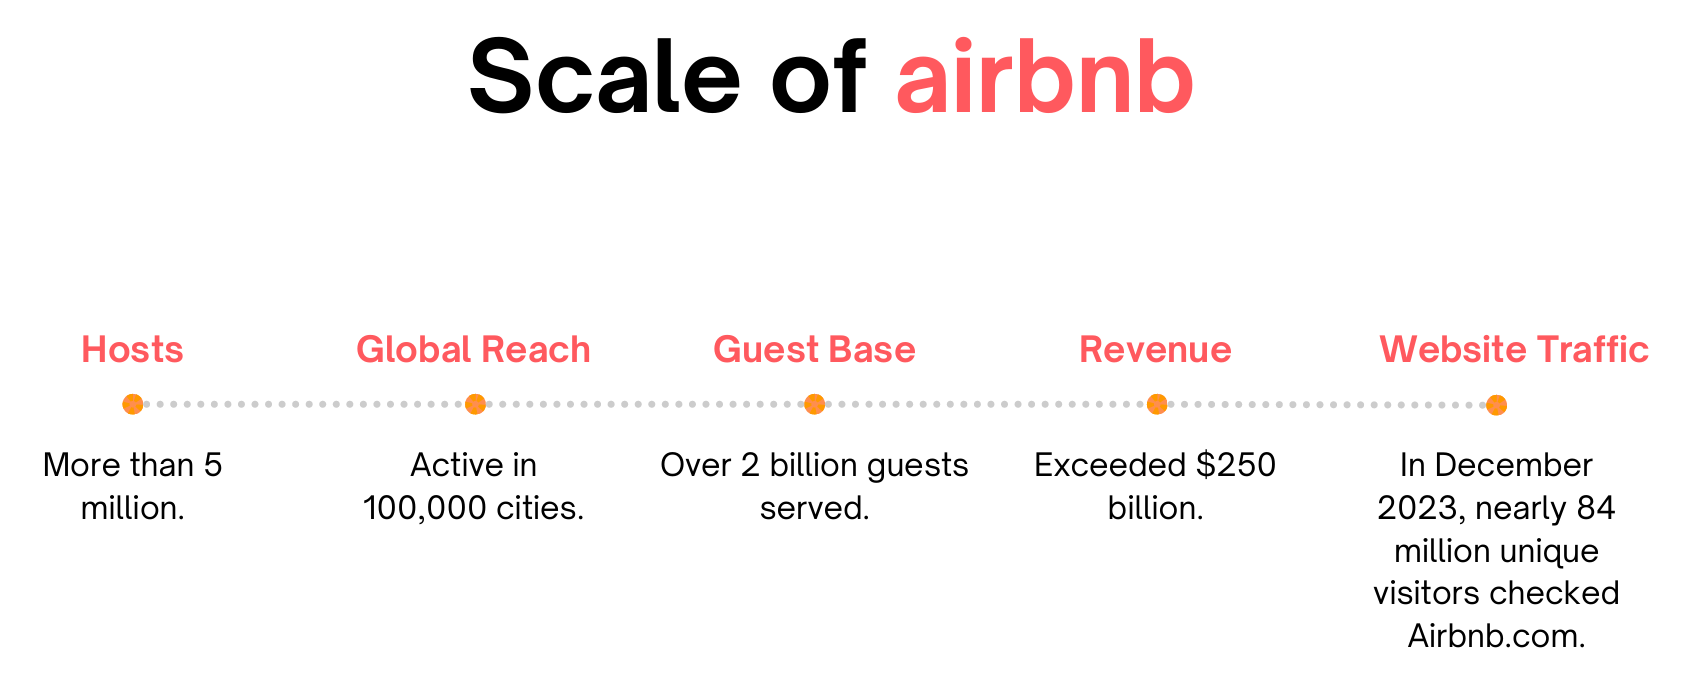 Scale of airbnb
Hosts
More than 5
million.
Global Reach
Active in
100,000 cities.
Guest Base
Over 2 billion guests
served.
Revenue
Exceeded $250
billion.
Website Traffic
In December
2023, nearly 84
million unique
visitors checked
Airbnb.com.